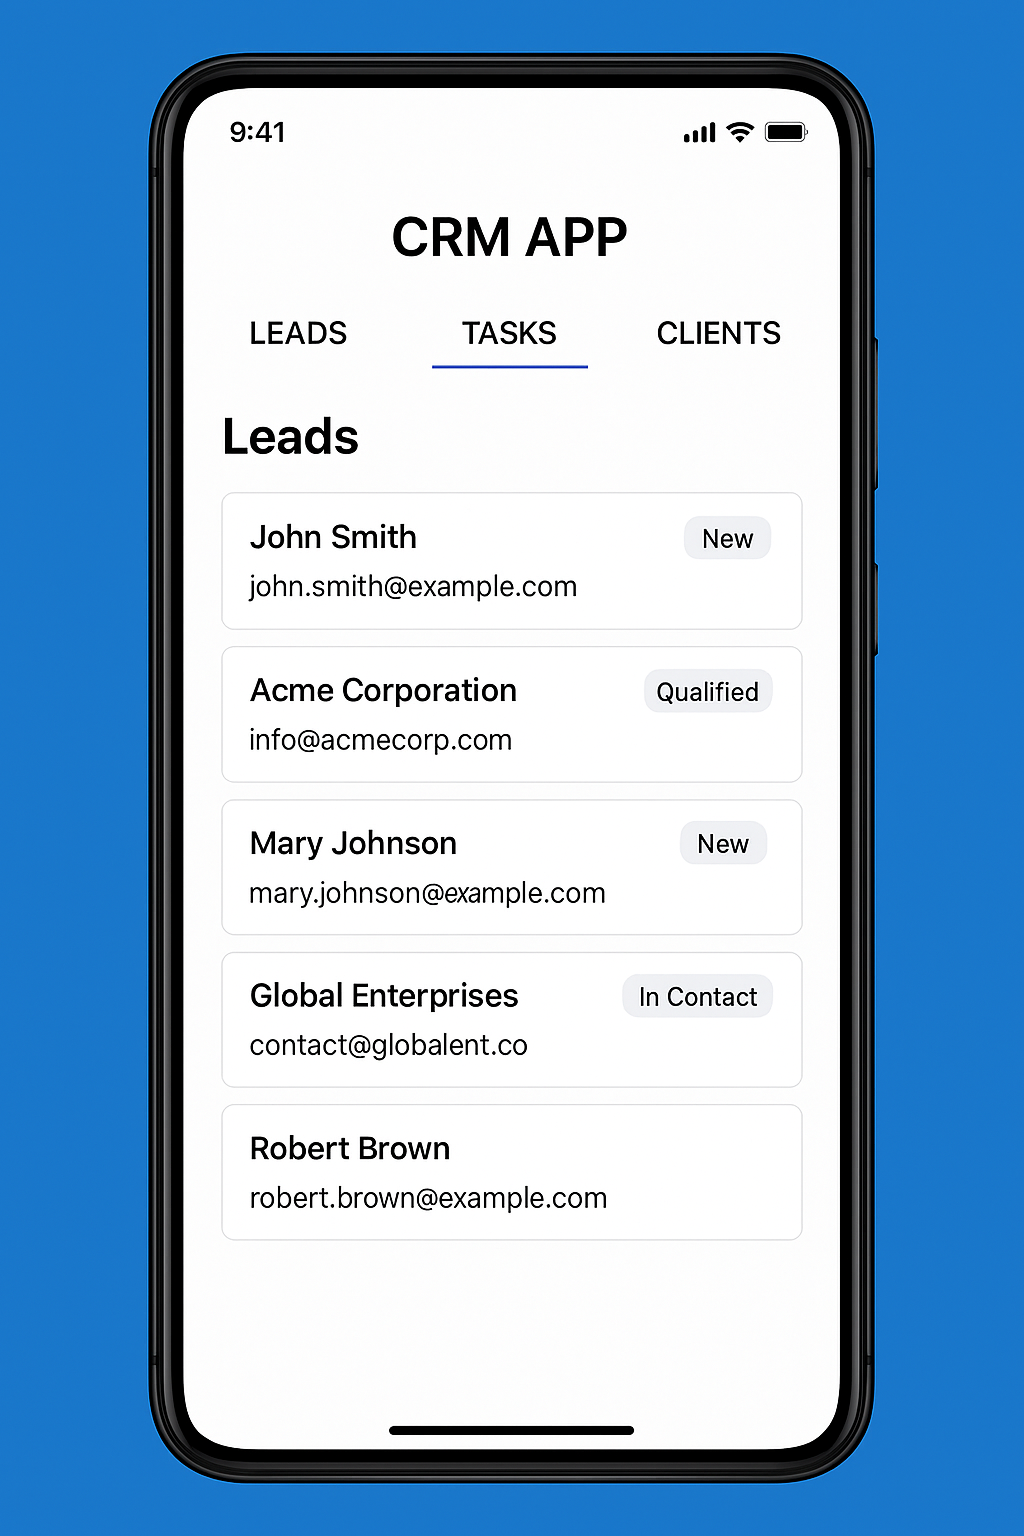 9:41
CRM APP
LEADS TASKS CLIENTS
Leads
John Smith New
john.smith@example.com
Acme Corporation Qualified
info@acmecorp.com
Mary Johnson New
mary.johnson@example.com
Global Enterprises In Contact
contact@globalent.co
Robert Brown
robert.brown@example.com